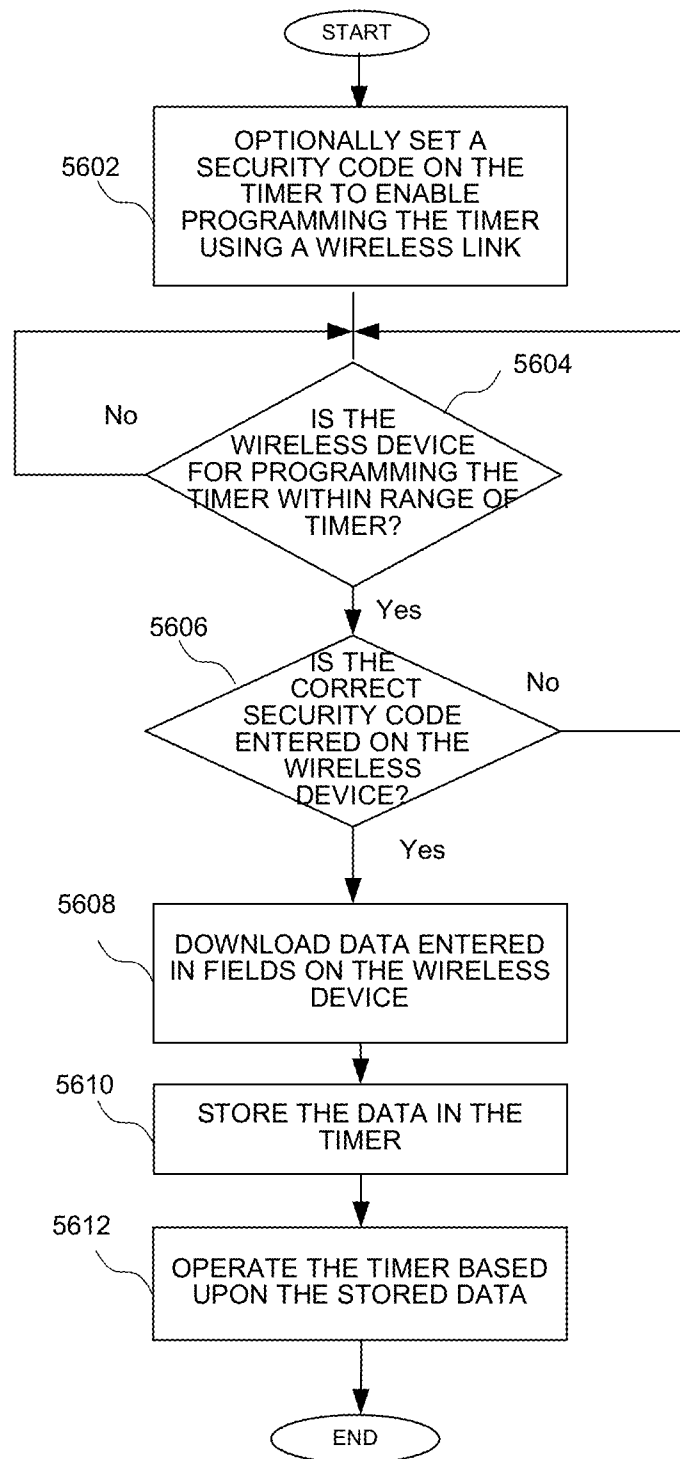 START
5602
OPTIONALLY SET A
SECURITY CODE ON THE
TIMER TO ENABLE
PROGRAMMING THE TIMER
USING A WIRELESS LINK
5604
No
IS THE
WIRELESS DEVICE
FOR PROGRAMMING THE
TIMER WITHIN RANGE OF
TIMER?
Yes
5606
IS THE
CORRECT
SECURITY CODE
ENTERED ON THE
WIRELESS
DEVICE?
No
Yes
5608
DOWNLOAD DATA ENTERED
IN FIELDS ON THE WIRELESS
DEVICE
5610
STORE THE DATA IN THE
TIMER
5612
OPERATE THE TIMER BASED
UPON THE STORED DATA
END